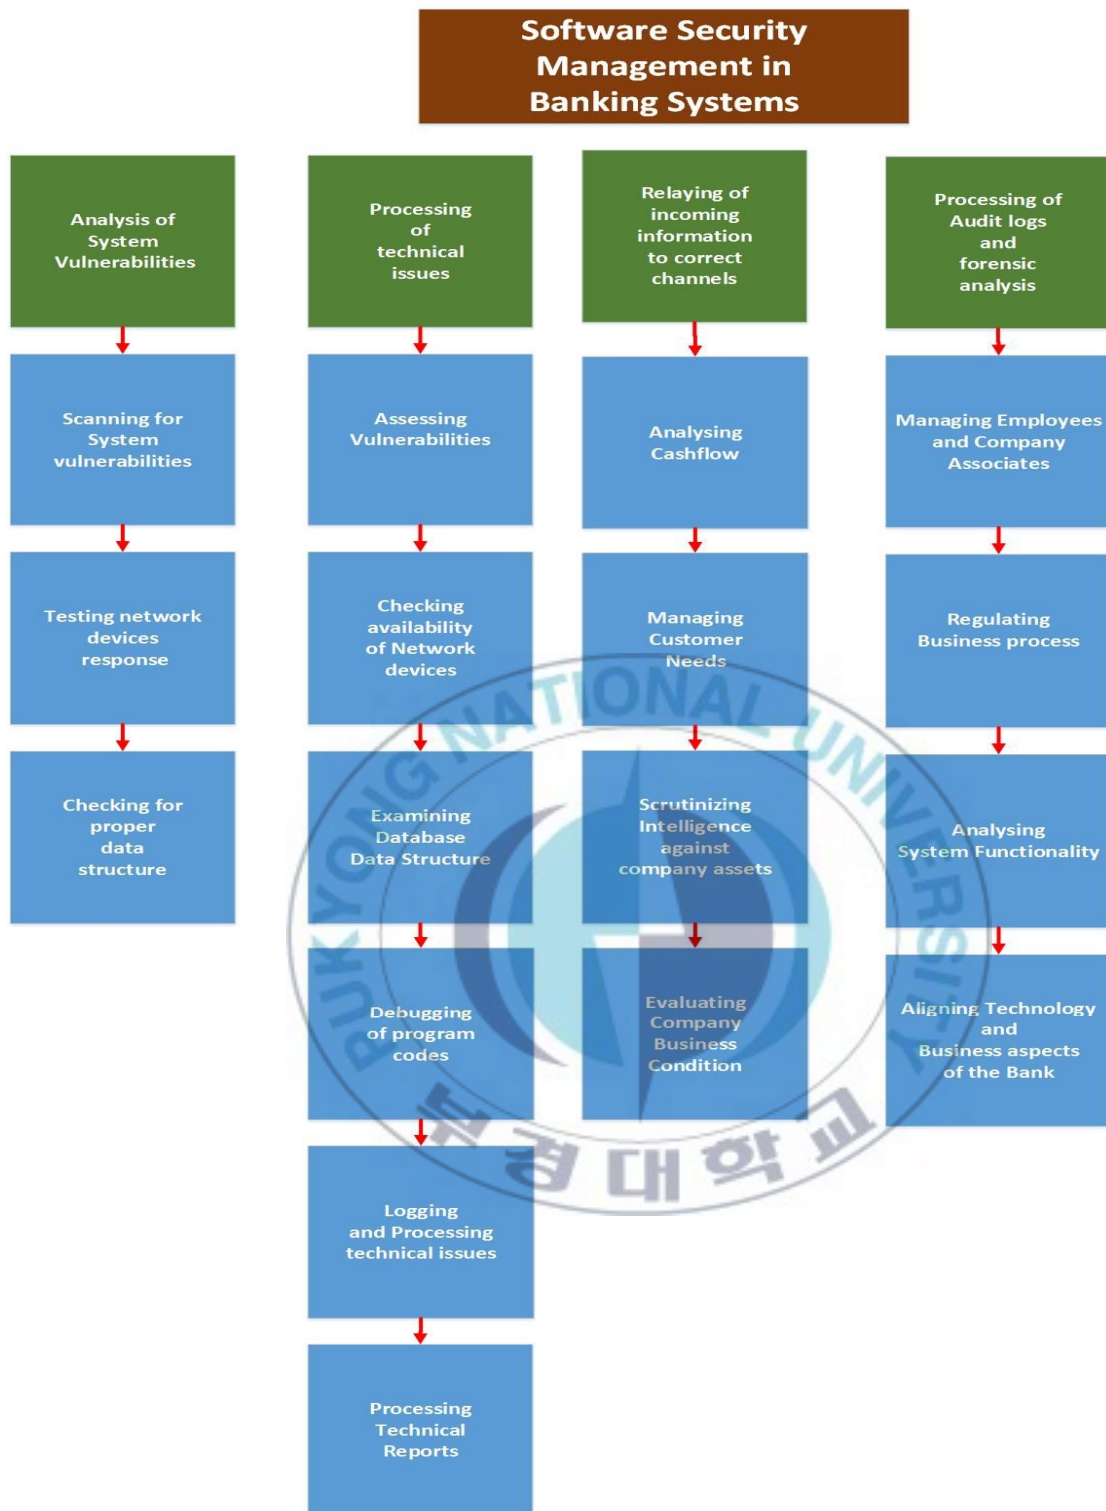 Software Security
Management in
Banking Systems
Analysis of
System
Vulnerabilities
Scanning for
System
vulnerabilities
Testing network
devices
response
Checking for
proper
data
structure
Processing
of
technical
issues
Assessing
Vulnerabilities
Checking
availability
of Network
devices
Examining
Database
Data Structure
Debugging
of program
codes
Logging
and Processing
technical issues
Processing
Technical
Reports
Relaying of
incoming
information
to correct
channels
Analysing
Cashflow
Managing
Customer
Needs
Scrutinizing
Intelligence
against
company assets
Evaluating
Company
Business
Condition
Processing of
Audit logs
and
forensic
analysis
Managing Employees
and Company
Associates
Regulating
Business process
Analysing
System Functionality
Aligning Technology
and
Business aspects
of the Bank
PUKYONG NATIONAL UNIVERSITY
부경대학교